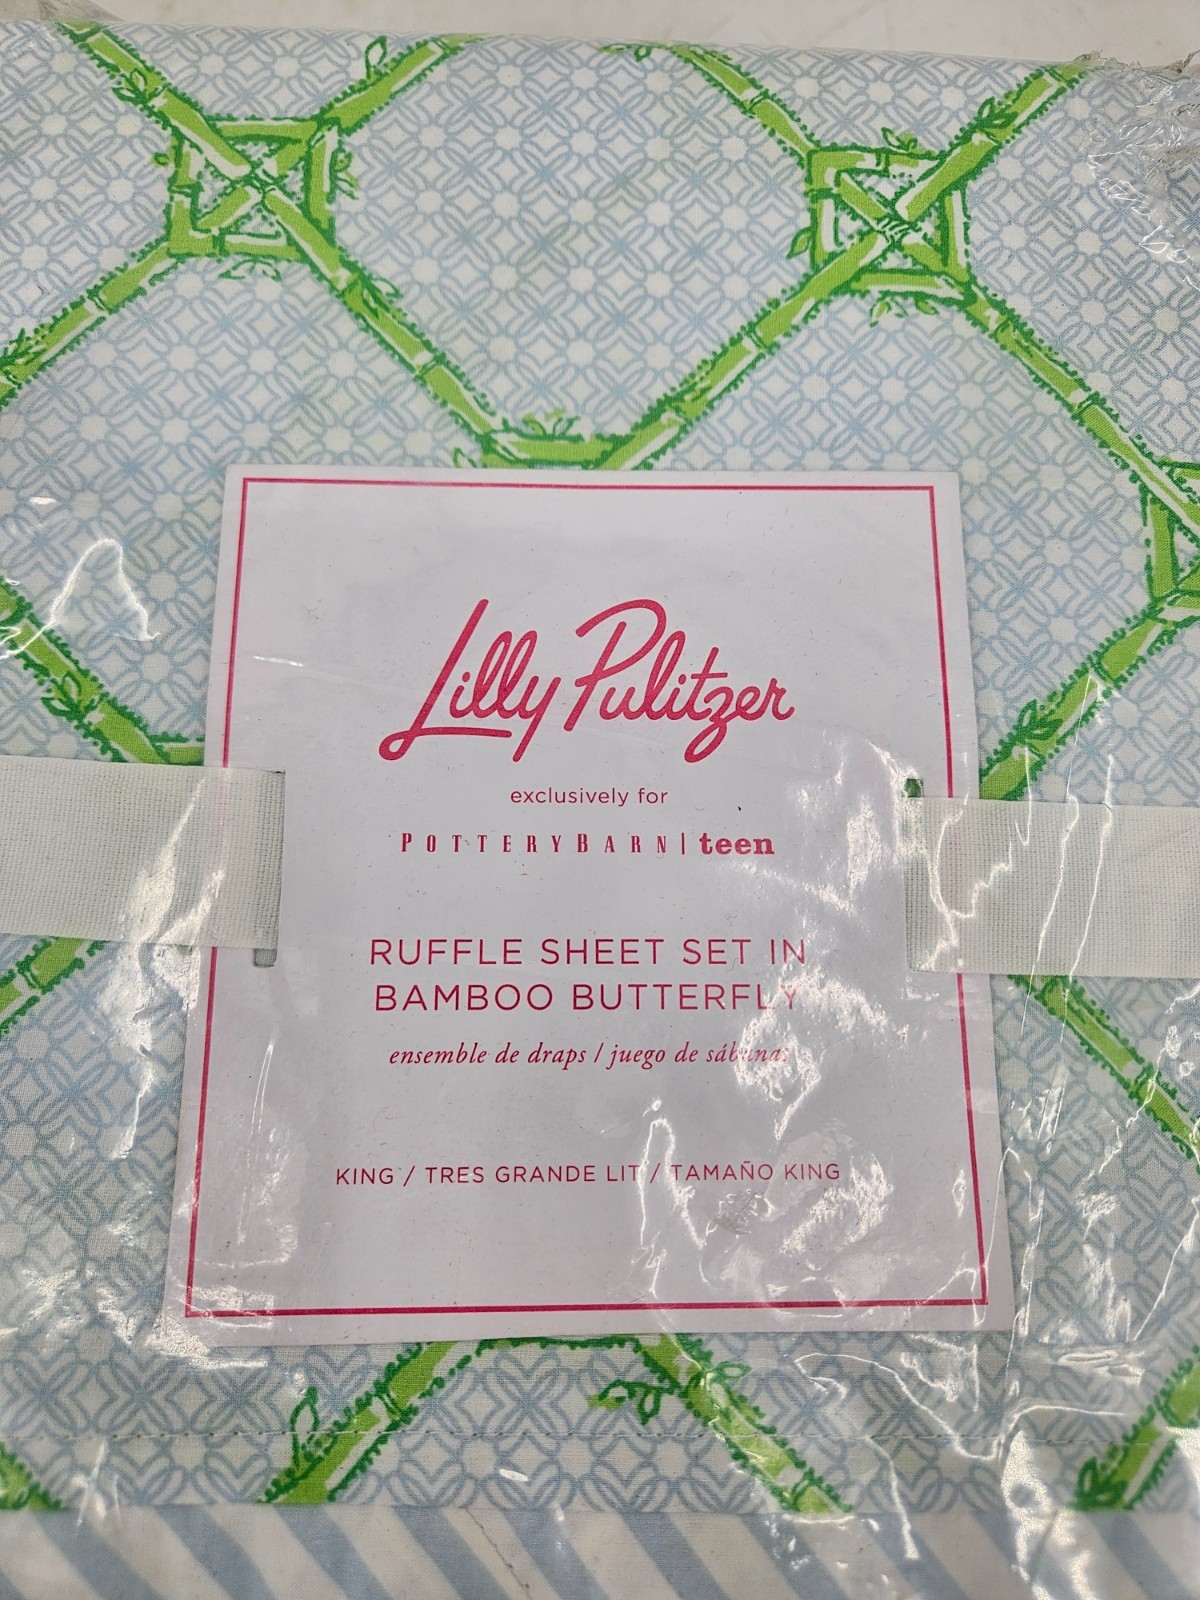 Lilly Pulitzer
exclusively for
POTTERYBARN | teen
RUFFLE SHEET SET IN
BAMBOO BUTTERFLY
ensemble de draps / juego de sábanas
KING / TRES GRANDE LIT / TAMAÑO KING